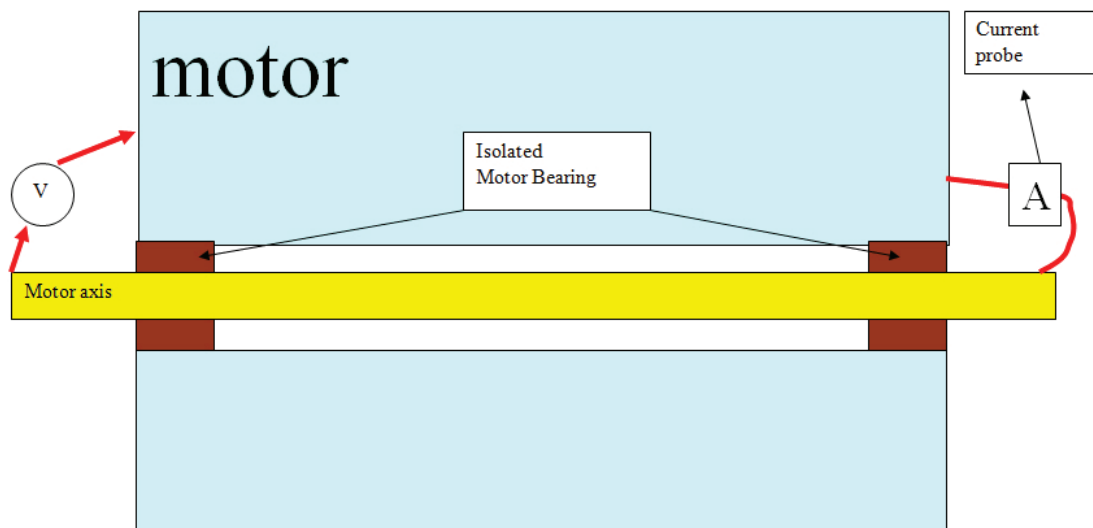 motor
Current
probe
Isolated
Motor Bearing
V
A
Motor axis